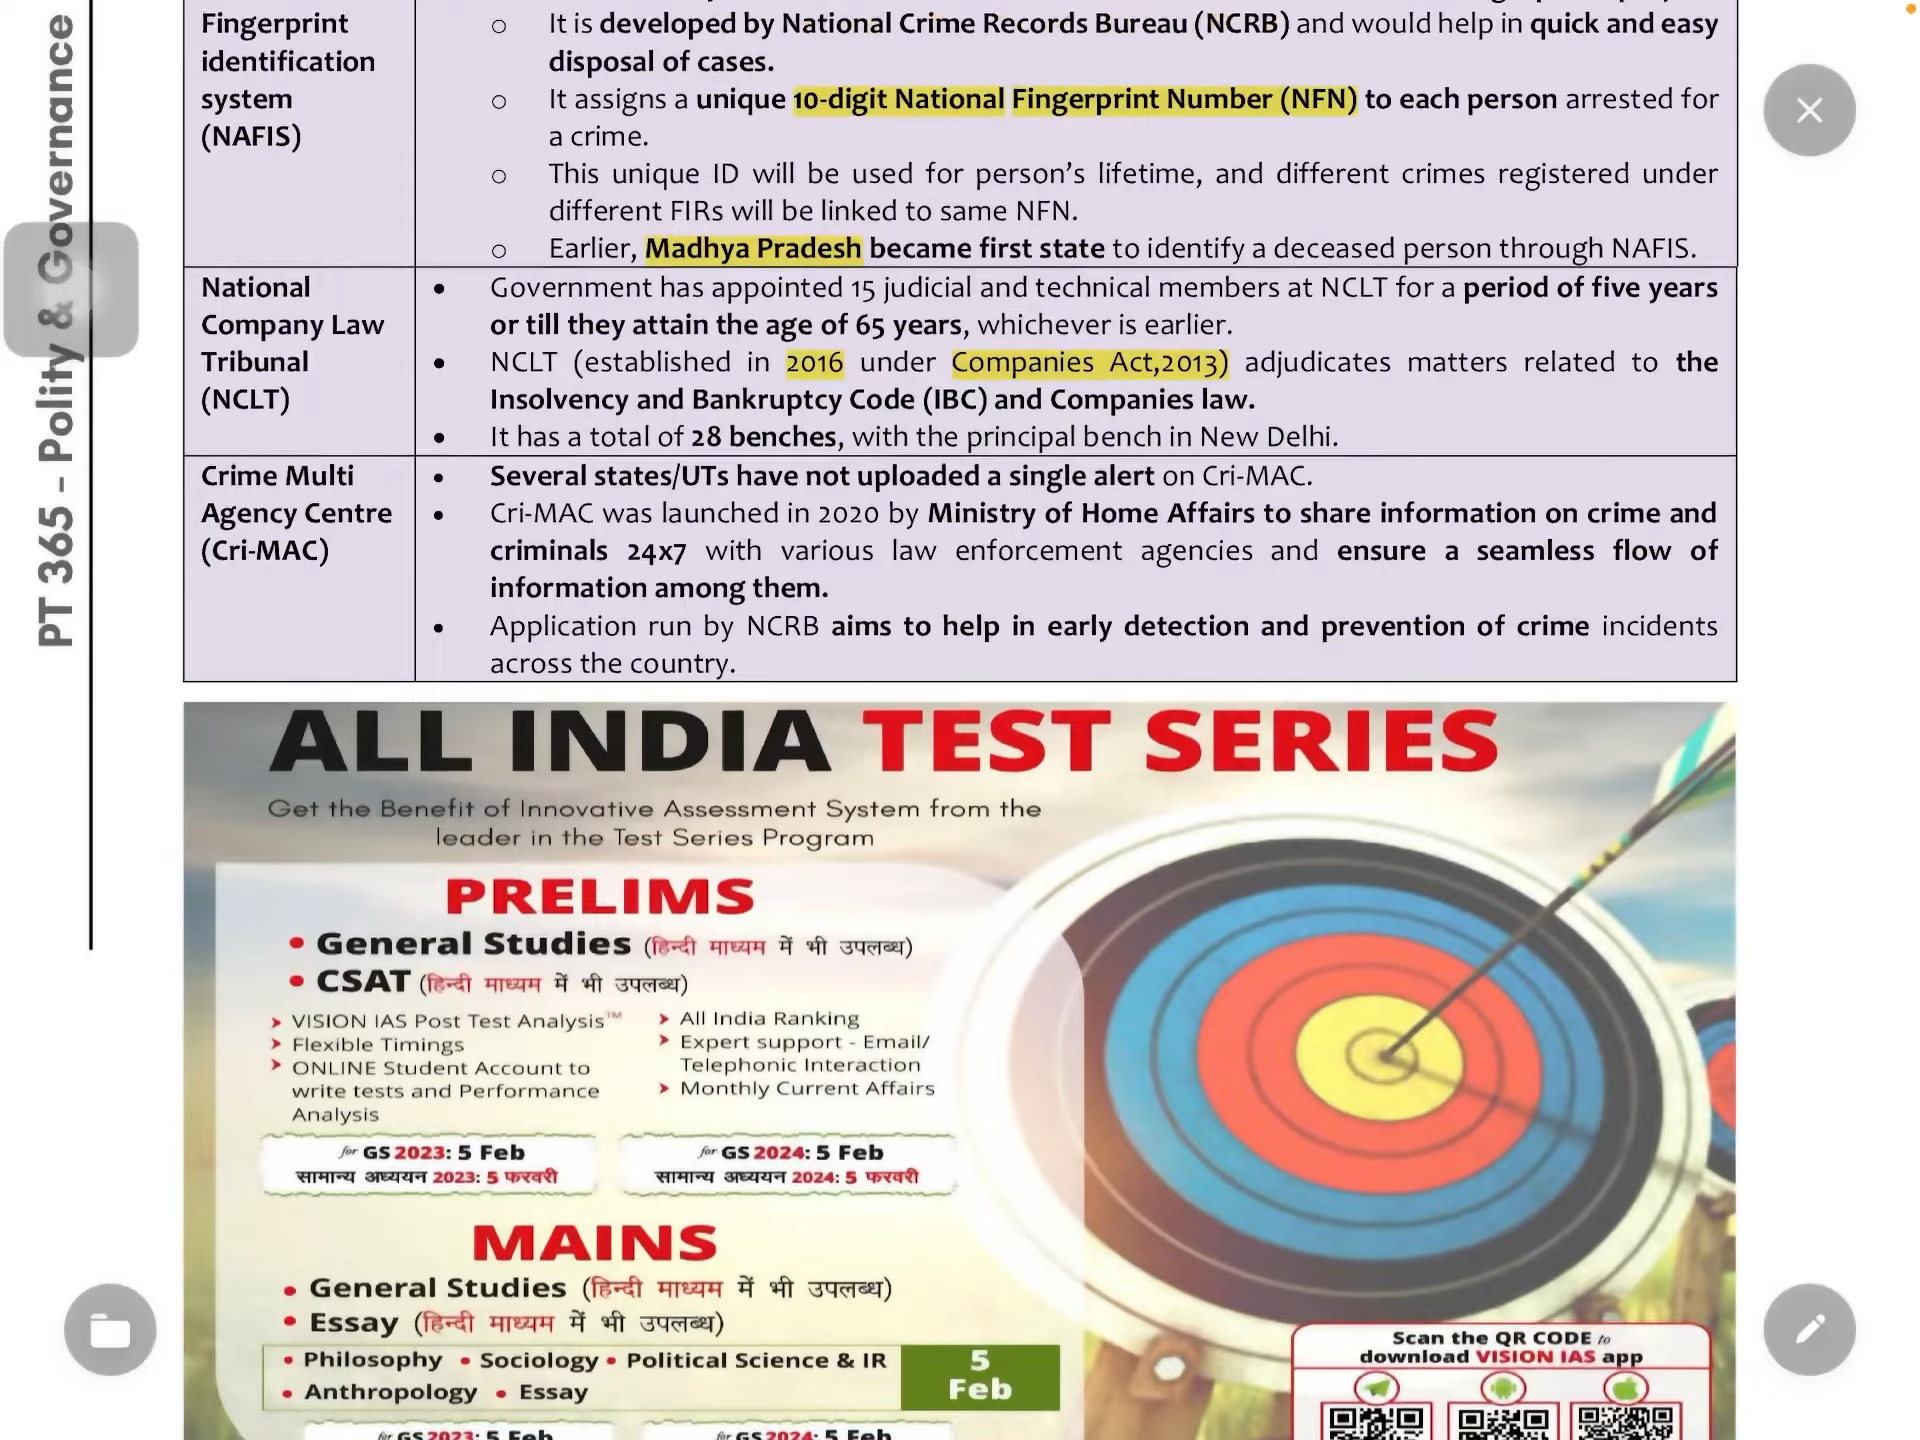 PT 365 - Polity & Governance
Fingerprint
identification
system
(NAFIS)
o It is developed by National Crime Records Bureau (NCRB) and would help in quick and easy
disposal of cases.
o It assigns a unique 10-digit National Fingerprint Number (NFN) to each person arrested for
a crime.
o This unique ID will be used for person’s lifetime, and different crimes registered under
different FIRs will be linked to same NFN.
o Earlier, Madhya Pradesh became first state to identify a deceased person through NAFIS.
National
Company Law
Tribunal
(NCLT)
• Government has appointed 15 judicial and technical members at NCLT for a period of five years
or till they attain the age of 65 years, whichever is earlier.
• NCLT (established in 2016 under Companies Act,2013) adjudicates matters related to the
Insolvency and Bankruptcy Code (IBC) and Companies law.
• It has a total of 28 benches, with the principal bench in New Delhi.
Crime Multi
Agency Centre
(Cri-MAC)
• Several states/UTs have not uploaded a single alert on Cri-MAC.
• Cri-MAC was launched in 2020 by Ministry of Home Affairs to share information on crime and
criminals 24x7 with various law enforcement agencies and ensure a seamless flow of
information among them.
• Application run by NCRB aims to help in early detection and prevention of crime incidents
across the country.
ALL INDIA TEST SERIES
Get the Benefit of Innovative Assessment System from the
leader in the Test Series Program
PRELIMS
• General Studies (हिन्दी माध्यम में भी उपलब्ध)
• CSAT (हिन्दी माध्यम में भी उपलब्ध)
VISION IAS Post Test Analysis™
Flexible Timings
ONLINE Student Account to
write tests and Performance
Analysis
All India Ranking
Expert support - Email/
Telephonic Interaction
Monthly Current Affairs
for GS 2023: 5 Feb
सामान्य अध्ययन 2023: 5 फरवरी
for GS 2024: 5 Feb
सामान्य अध्ययन 2024: 5 फरवरी
MAINS
• General Studies (हिन्दी माध्यम में भी उपलब्ध)
• Essay (हिन्दी माध्यम में भी उपलब्ध)
• Philosophy • Sociology • Political Science & IR
• Anthropology • Essay
5
Feb
for GS 2023: 5 Feb
for GS 2024: 5 Feb
Scan the QR CODE to
download VISION IAS app